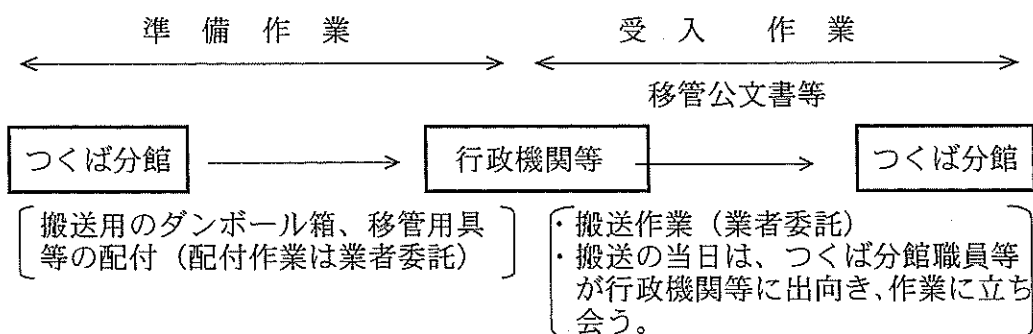 準備作業
受入作業
移管公文書等
つくば分館
行政機関等
つくば分館
搬送用のダンボール箱、移管用具
等の配付（配付作業は業者委託）
・搬送作業（業者委託）
・搬送の当日は、つくば分館職員等
が行政機関等に出向き、作業に立ち
会う。